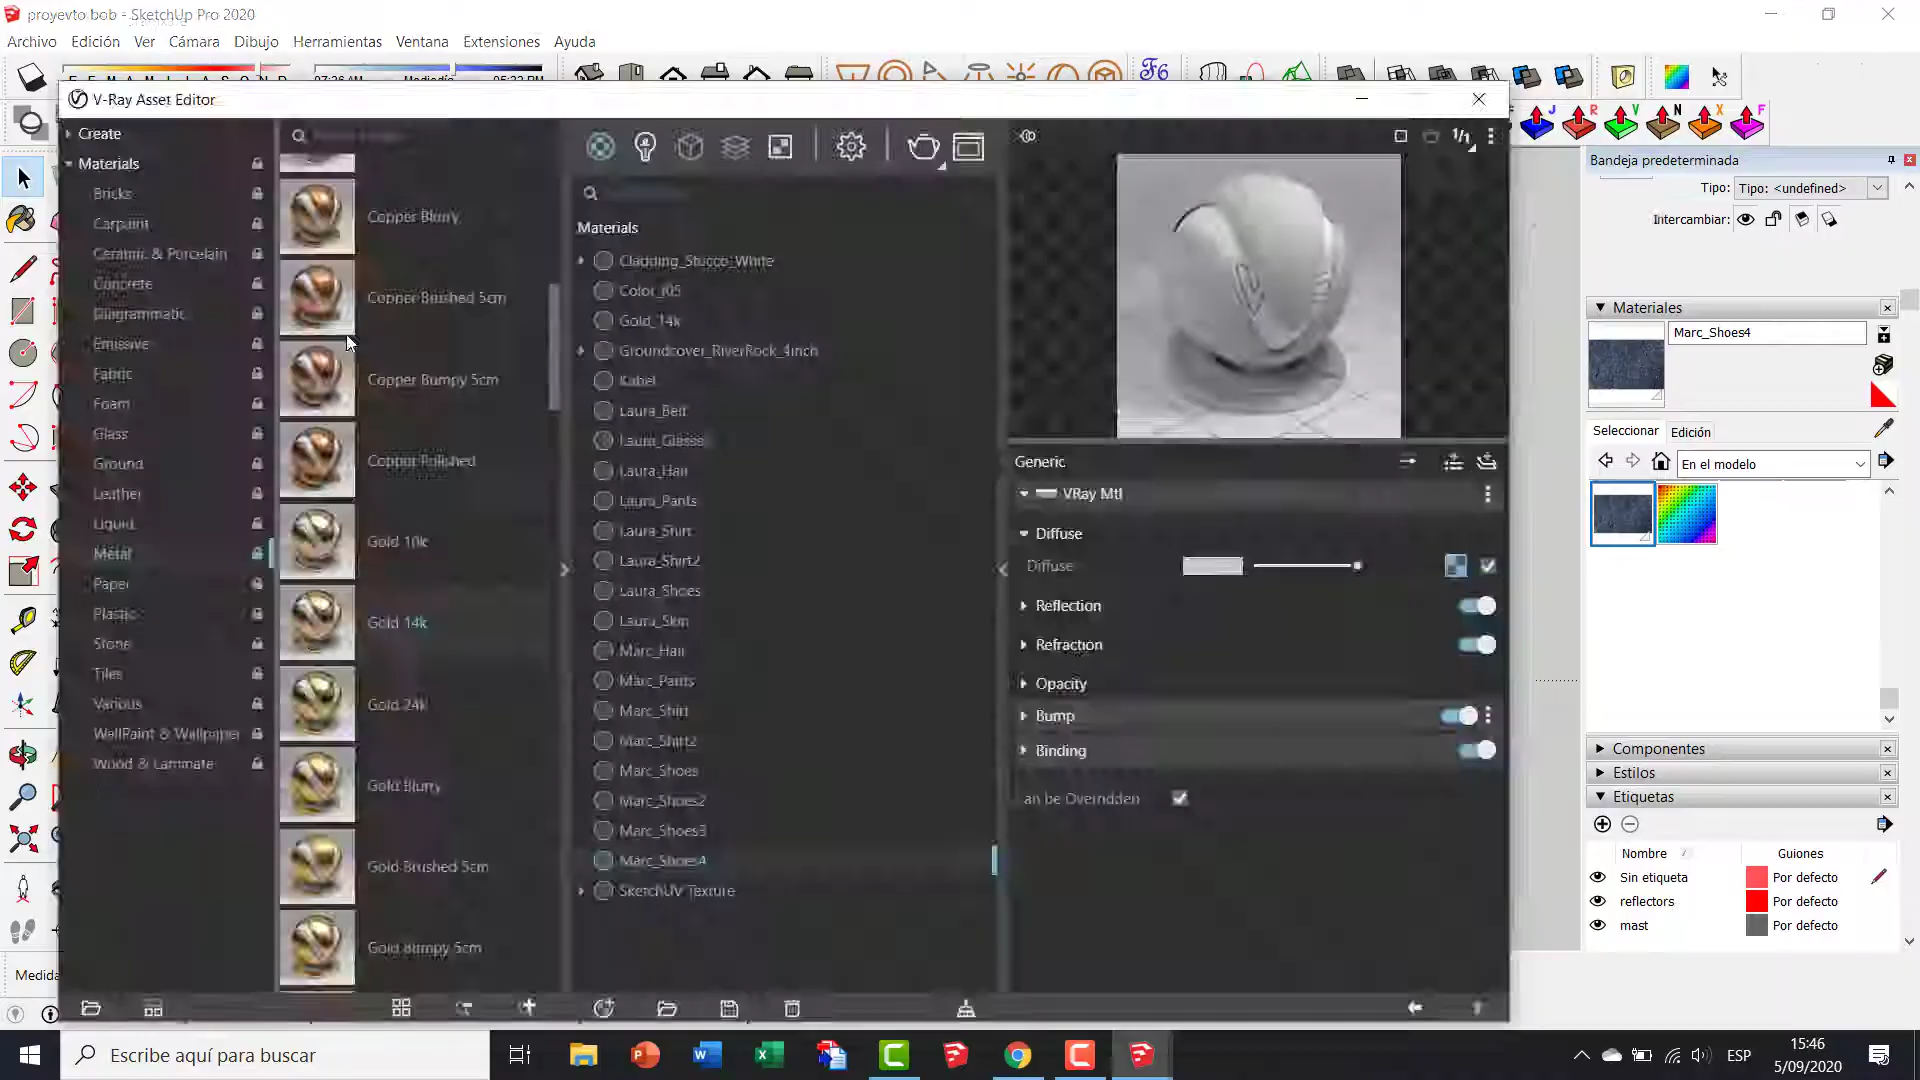 proyevto bob - SketchUp Pro 2020
Archivo Edición Ver Cámara Dibujo Herramientas Ventana Extensiones Ayuda
V-Ray Asset Editor
Create
Materials
Bricks
Carpaint
Ceramic & Porcelain
Concrete
Diagrammatic
Emissive
Fabric
Foam
Glass
Ground
Leather
Liquid
Metal
Paper
Plastic
Stone
Tiles
Various
WallPaint & Wallpaper
Wood & Laminate
Copper Blurry
Copper Brushed 5cm
Copper Bumpy 5cm
Copper Polished
Gold 10k
Gold 14k
Gold 24k
Gold Blurry
Gold Brushed 5cm
Gold Bumpy 5cm
Materials
Cladding_Stucco_White
Color_I05
Gold_14k
Groundcover_RiverRock_4inch
Kabel
Laura_Belt
Laura_Glasse
Laura_Hair
Laura_Pants
Laura_Shirt
Laura_Shirt2
Laura_Shoes
Laura_Skin
Marc_Hair
Marc_Pants
Marc_Shirt
Marc_Shirt2
Marc_Shoes
Marc_Shoes2
Marc_Shoes3
Marc_Shoes4
SketchUV Texture
1/1
Generic
VRay Mtl
Diffuse
Diffuse
Reflection
Refraction
Opacity
Bump
Binding
an be Overridden
F6
J R V N X F
Bandeja predeterminada
Tipo: Tipo: <undefined>
Intercambiar:
Materiales
Marc_Shoes4
Seleccionar Edición
En el modelo
Componentes
Estilos
Etiquetas
Nombre Guiones
Sin etiqueta Por defecto
reflectors Por defecto
mast Por defecto
Medida
Escribe aquí para buscar
ESP
15:46
5/09/2020